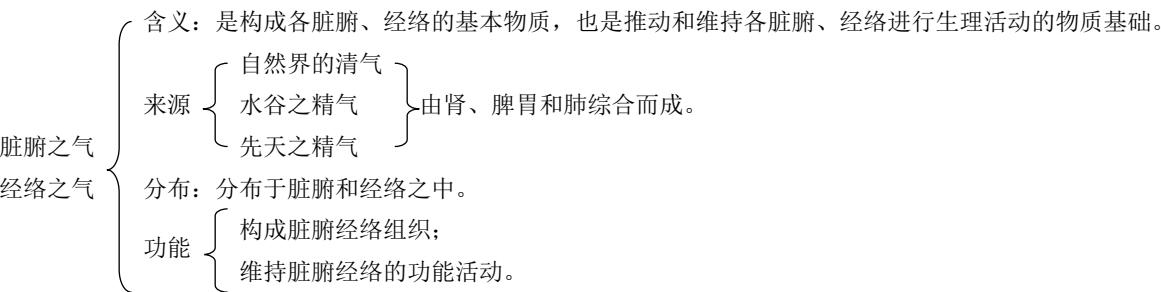 含义：是构成各脏腑、经络的基本物质，也是推动和维持各脏腑、经络进行生理活动的物质基础。
自然界的清气
来源 水谷之精气 由肾、脾胃和肺综合而成。
先天之精气
脏腑之气
经络之气
分布：分布于脏腑和经络之中。
功能
构成脏腑经络组织；
维持脏腑经络的功能活动。